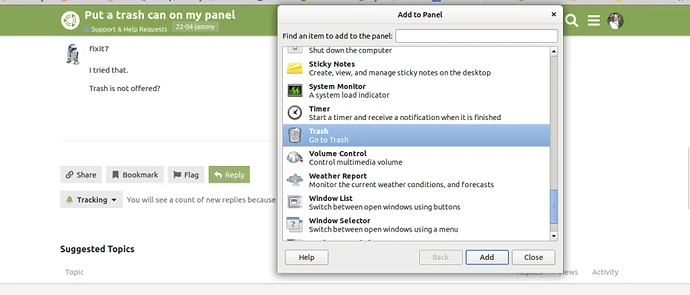 Put a trash can on my panel
Support & Help Requests
22-04-jammy
flxit7
I tried that.
Trash is not offered?
Share
Bookmark
Flag
Reply
Tracking
You will see a count of new replies because
Suggested Topics
Topic
Replies
Views
Activity
Add to Panel
Find an item to add to the panel:
Shut down the computer
Sticky Notes
Create, view, and manage sticky notes on the desktop
System Monitor
A system load indicator
Timer
Start a timer and receive a notification when it is finished
Trash
Go to Trash
Volume Control
Control multimedia volume
Weather Report
Monitor the current weather conditions, and forecasts
Window List
Switch between open windows using buttons
Window Selector
Switch between open windows using a menu
Help
Back
Add
Close